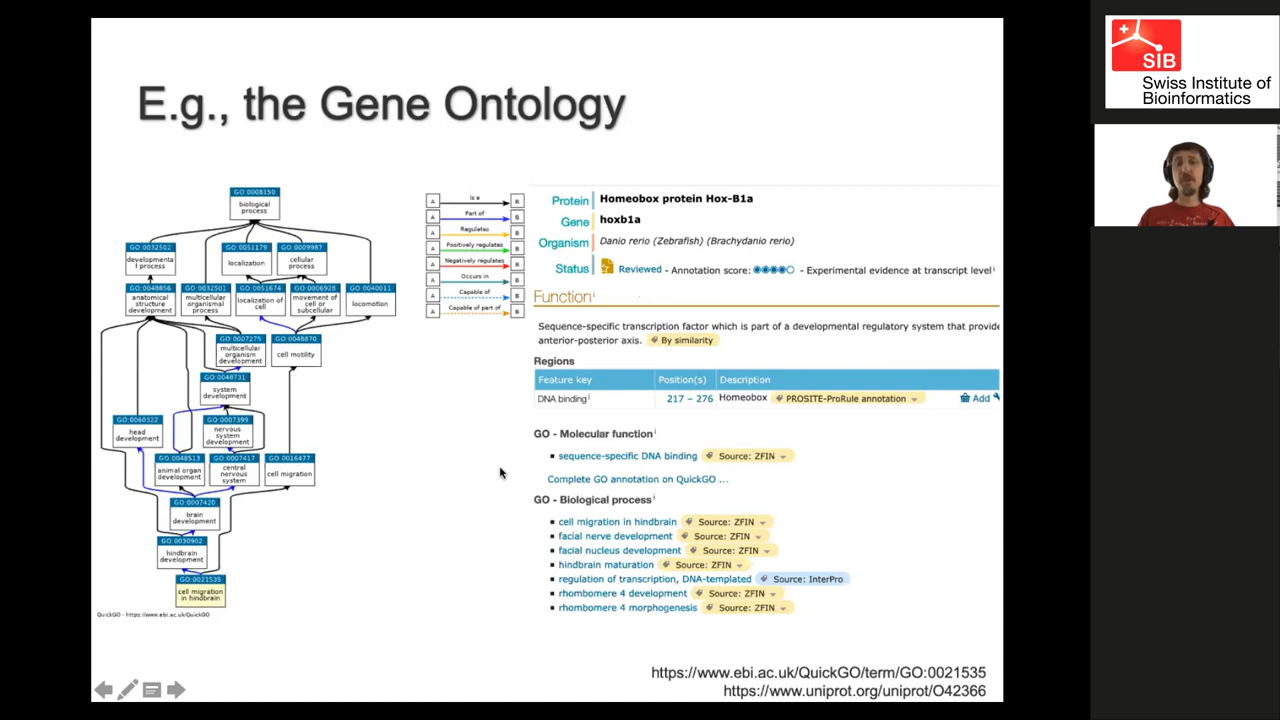 E.g., the Gene Ontology
GO:0008150
biological
process
GO:0032502
developmenta
l process
GO:0051179
localization
GO:0009987
cellular
process
GO:0048856
anatomical
structure
development
GO:0032501
multicellular
organismal
process
GO:0051674
localization
of cell
GO:0006928
movement of
cell or
subcellular
GO:0040011
locomotion
GO:0007275
multicellular
organism
development
GO:0048870
cell motility
GO:0048731
system
development
GO:0060322
head
development
GO:0007399
nervous
system
development
GO:0048513
animal organ
development
GO:0007417
central
nervous
system
GO:0016477
cell migration
GO:0007420
brain
development
GO:0030902
hindbrain
development
GO:0021535
cell migration
in hindbrain
QuickGO - https://www.ebi.ac.uk/QuickGO
A Is a B
A Part of B
A Regulates B
A Positively regulates B
A Negatively regulates B
A Occurs in B
A Capable of B
A Capable of part of B
Protein Homeobox protein Hox-B1a
Gene hoxb1a
Organism Danio rerio (Zebrafish) (Brachydanio rerio)
Status Reviewed - Annotation score: - Experimental evidence at transcript level i
Function i
Sequence-specific transcription factor which is part of a developmental regulatory system that provide
anterior-posterior axis. By similarity
Regions
Feature key Position(s) Description
DNA binding i 217 – 276 Homeobox PROSITE-ProRule annotation Add
GO - Molecular function i
sequence-specific DNA binding Source: ZFIN
Complete GO annotation on QuickGO ...
GO - Biological process i
cell migration in hindbrain Source: ZFIN
facial nerve development Source: ZFIN
facial nucleus development Source: ZFIN
hindbrain maturation Source: ZFIN
regulation of transcription, DNA-templated Source: InterPro
rhombomere 4 development Source: ZFIN
rhombomere 4 morphogenesis Source: ZFIN
https://www.ebi.ac.uk/QuickGO/term/GO:0021535
https://www.uniprot.org/uniprot/O42366
SIB
Swiss Institute of
Bioinformatics